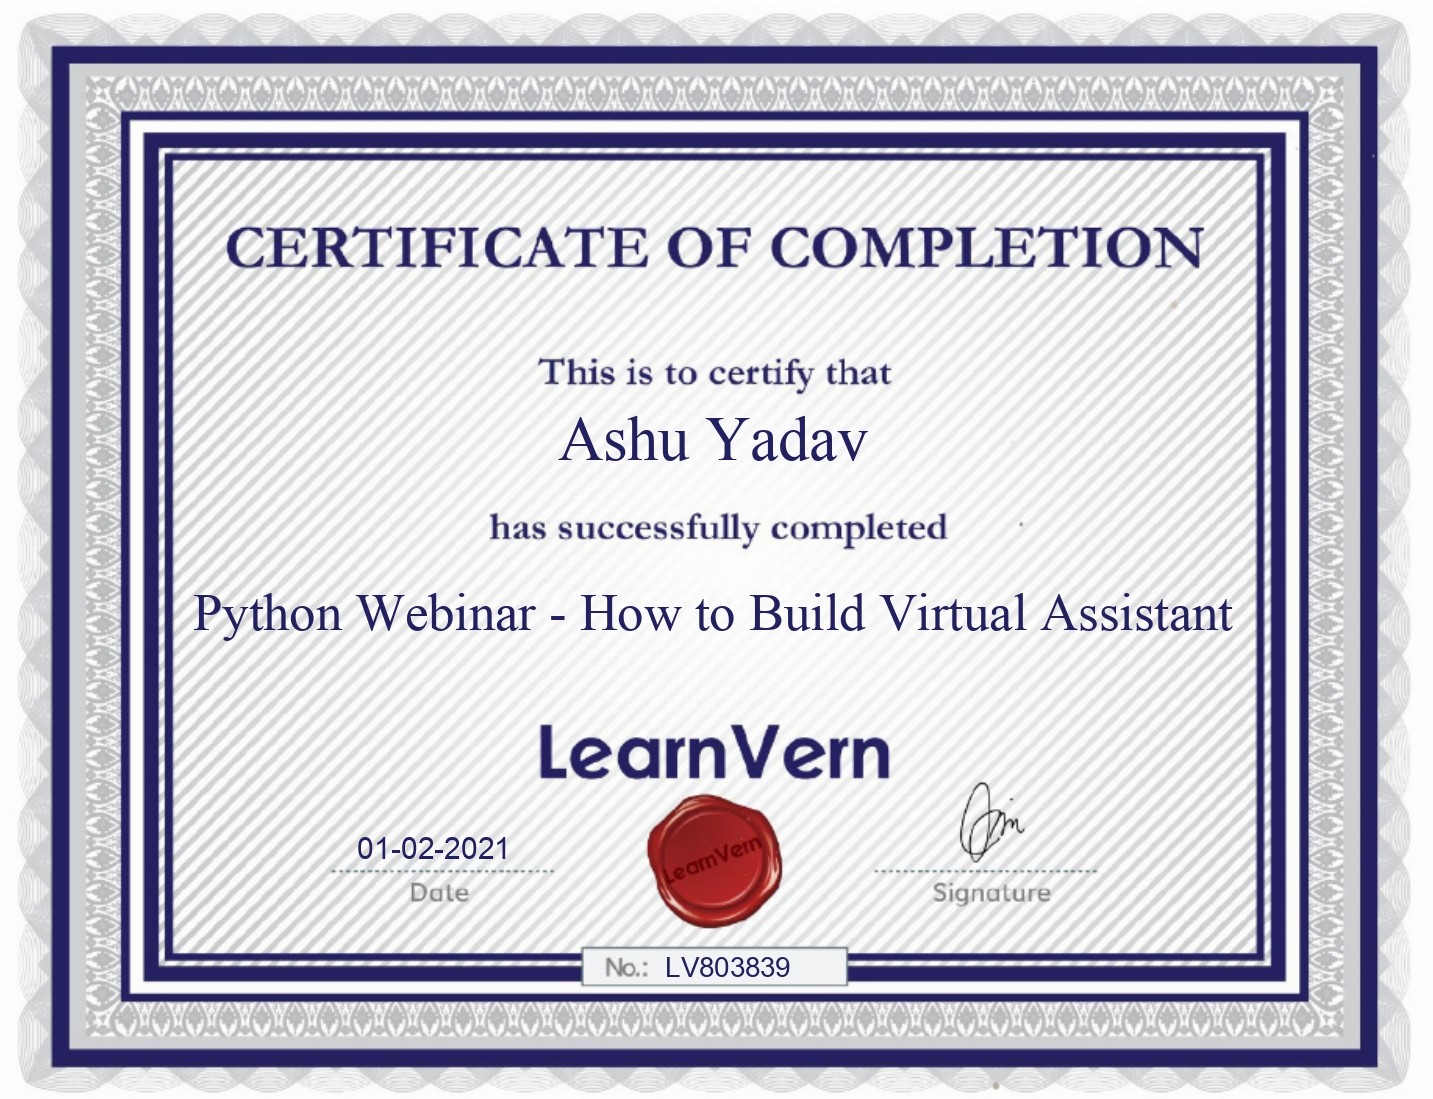 CERTIFICATE OF COMPLETION
This is to certify that
Ashu Yadav
has successfully completed
Python Webinar - How to Build Virtual Assistant
LearnVern
LearnVern
01-02-2021
Date
Signature
No.: LV803839